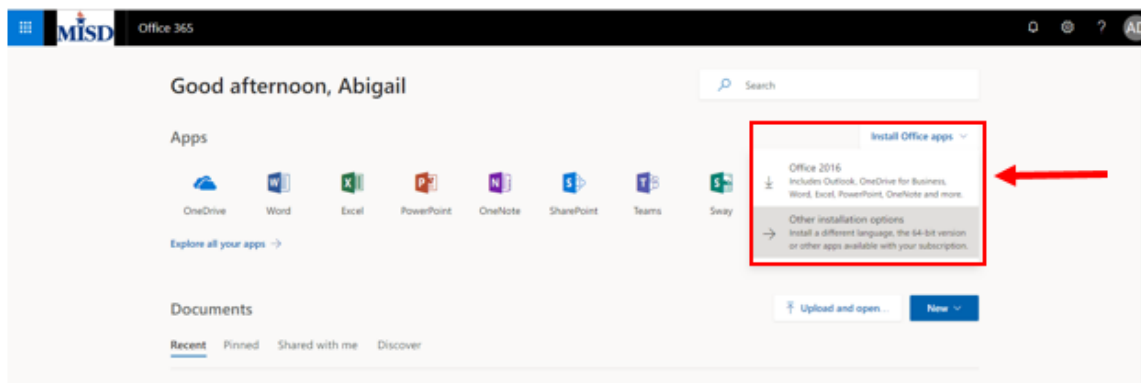 MISD Office 365 ? AD
Good afternoon, Abigail
Search
Apps
Install Office apps
Office 2016
Includes Outlook, OneDrive for Business,
Word, Excel, PowerPoint, OneNote and more.
OneDrive Word Excel PowerPoint OneNote SharePoint Teams Sway
Other installation options
Install a different language, the 64-bit version
or other apps available with your subscription.
Explore all your apps →
Documents
Upload and open... New
Recent Pinned Shared with me Discover